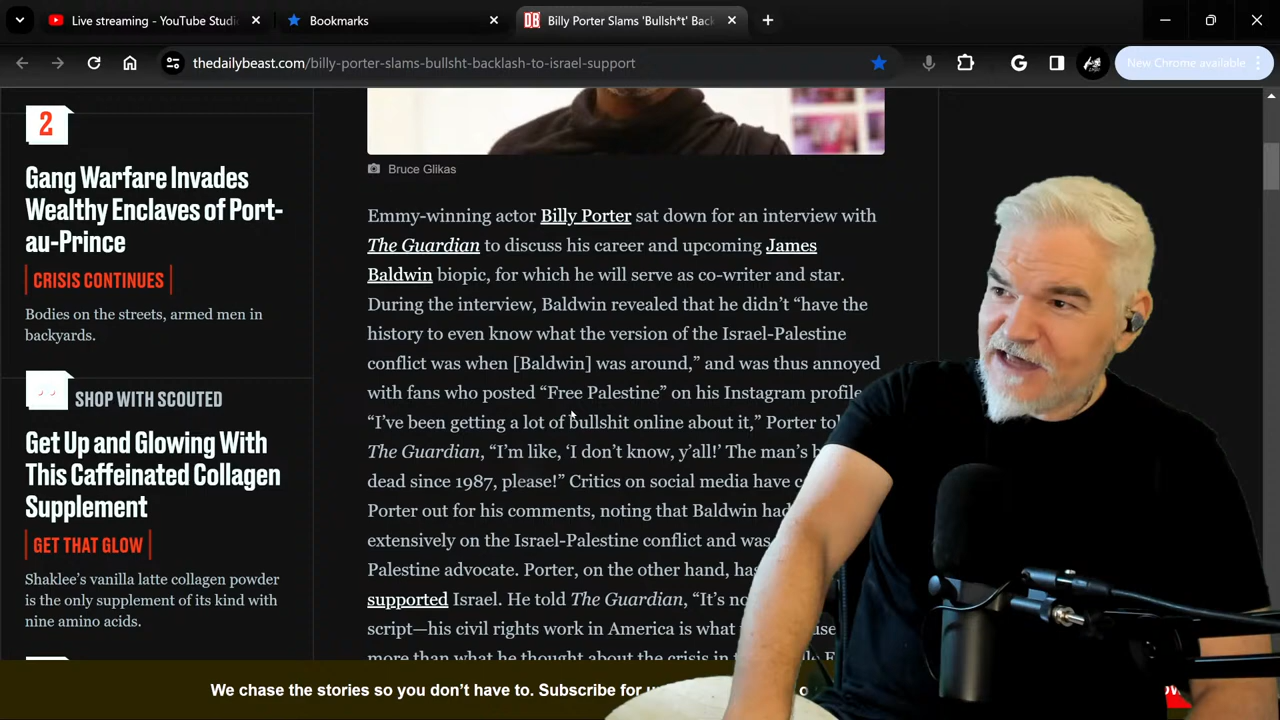 Live streaming - YouTube Studi
Bookmarks
DB
Billy Porter Slams 'Bullsh*t' Bac
thedailybeast.com/billy-porter-slams-bullsht-backlash-to-israel-support
G
New Chrome available
2
Gang Warfare Invades
Wealthy Enclaves of Port-
au-Prince
CRISIS CONTINUES
Bodies on the streets, armed men in
backyards.
SHOP WITH SCOUTED
Get Up and Glowing With
This Caffeinated Collagen
Supplement
GET THAT GLOW
Shaklee’s vanilla latte collagen powder
is the only supplement of its kind with
nine amino acids.
Bruce Glikas
Emmy-winning actor Billy Porter sat down for an interview with
The Guardian to discuss his career and upcoming James
Baldwin biopic, for which he will serve as co-writer and star.
During the interview, Baldwin revealed that he didn’t “have the
history to even know what the version of the Israel-Palestine
conflict was when [Baldwin] was around,” and was thus annoyed
with fans who posted “Free Palestine” on his Instagram profile
“I’ve been getting a lot of bullshit online about it,” Porter tol
The Guardian, “I’m like, ‘I don’t know, y’all!’ The man’s b
dead since 1987, please!” Critics on social media have c
Porter out for his comments, noting that Baldwin had
extensively on the Israel-Palestine conflict and was
Palestine advocate. Porter, on the other hand, has
supported Israel. He told The Guardian, “It’s no
script—his civil rights work in America is what use
more than what he thought about the crisis in
We chase the stories so you don’t have to. Subscribe for